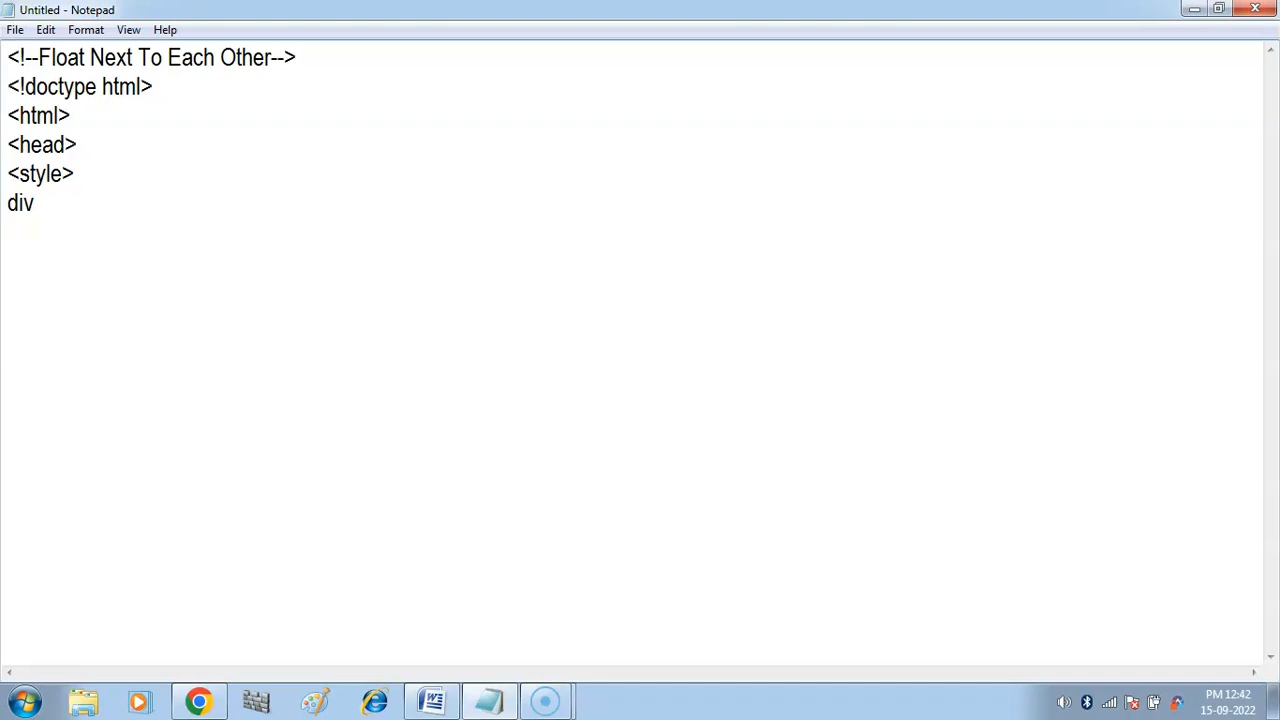 Untitled - Notepad
File Edit Format View Help
<!--Float Next To Each Other-->
<!doctype html>
<html>
<head>
<style>
div
PM 12:42
15-09-2022